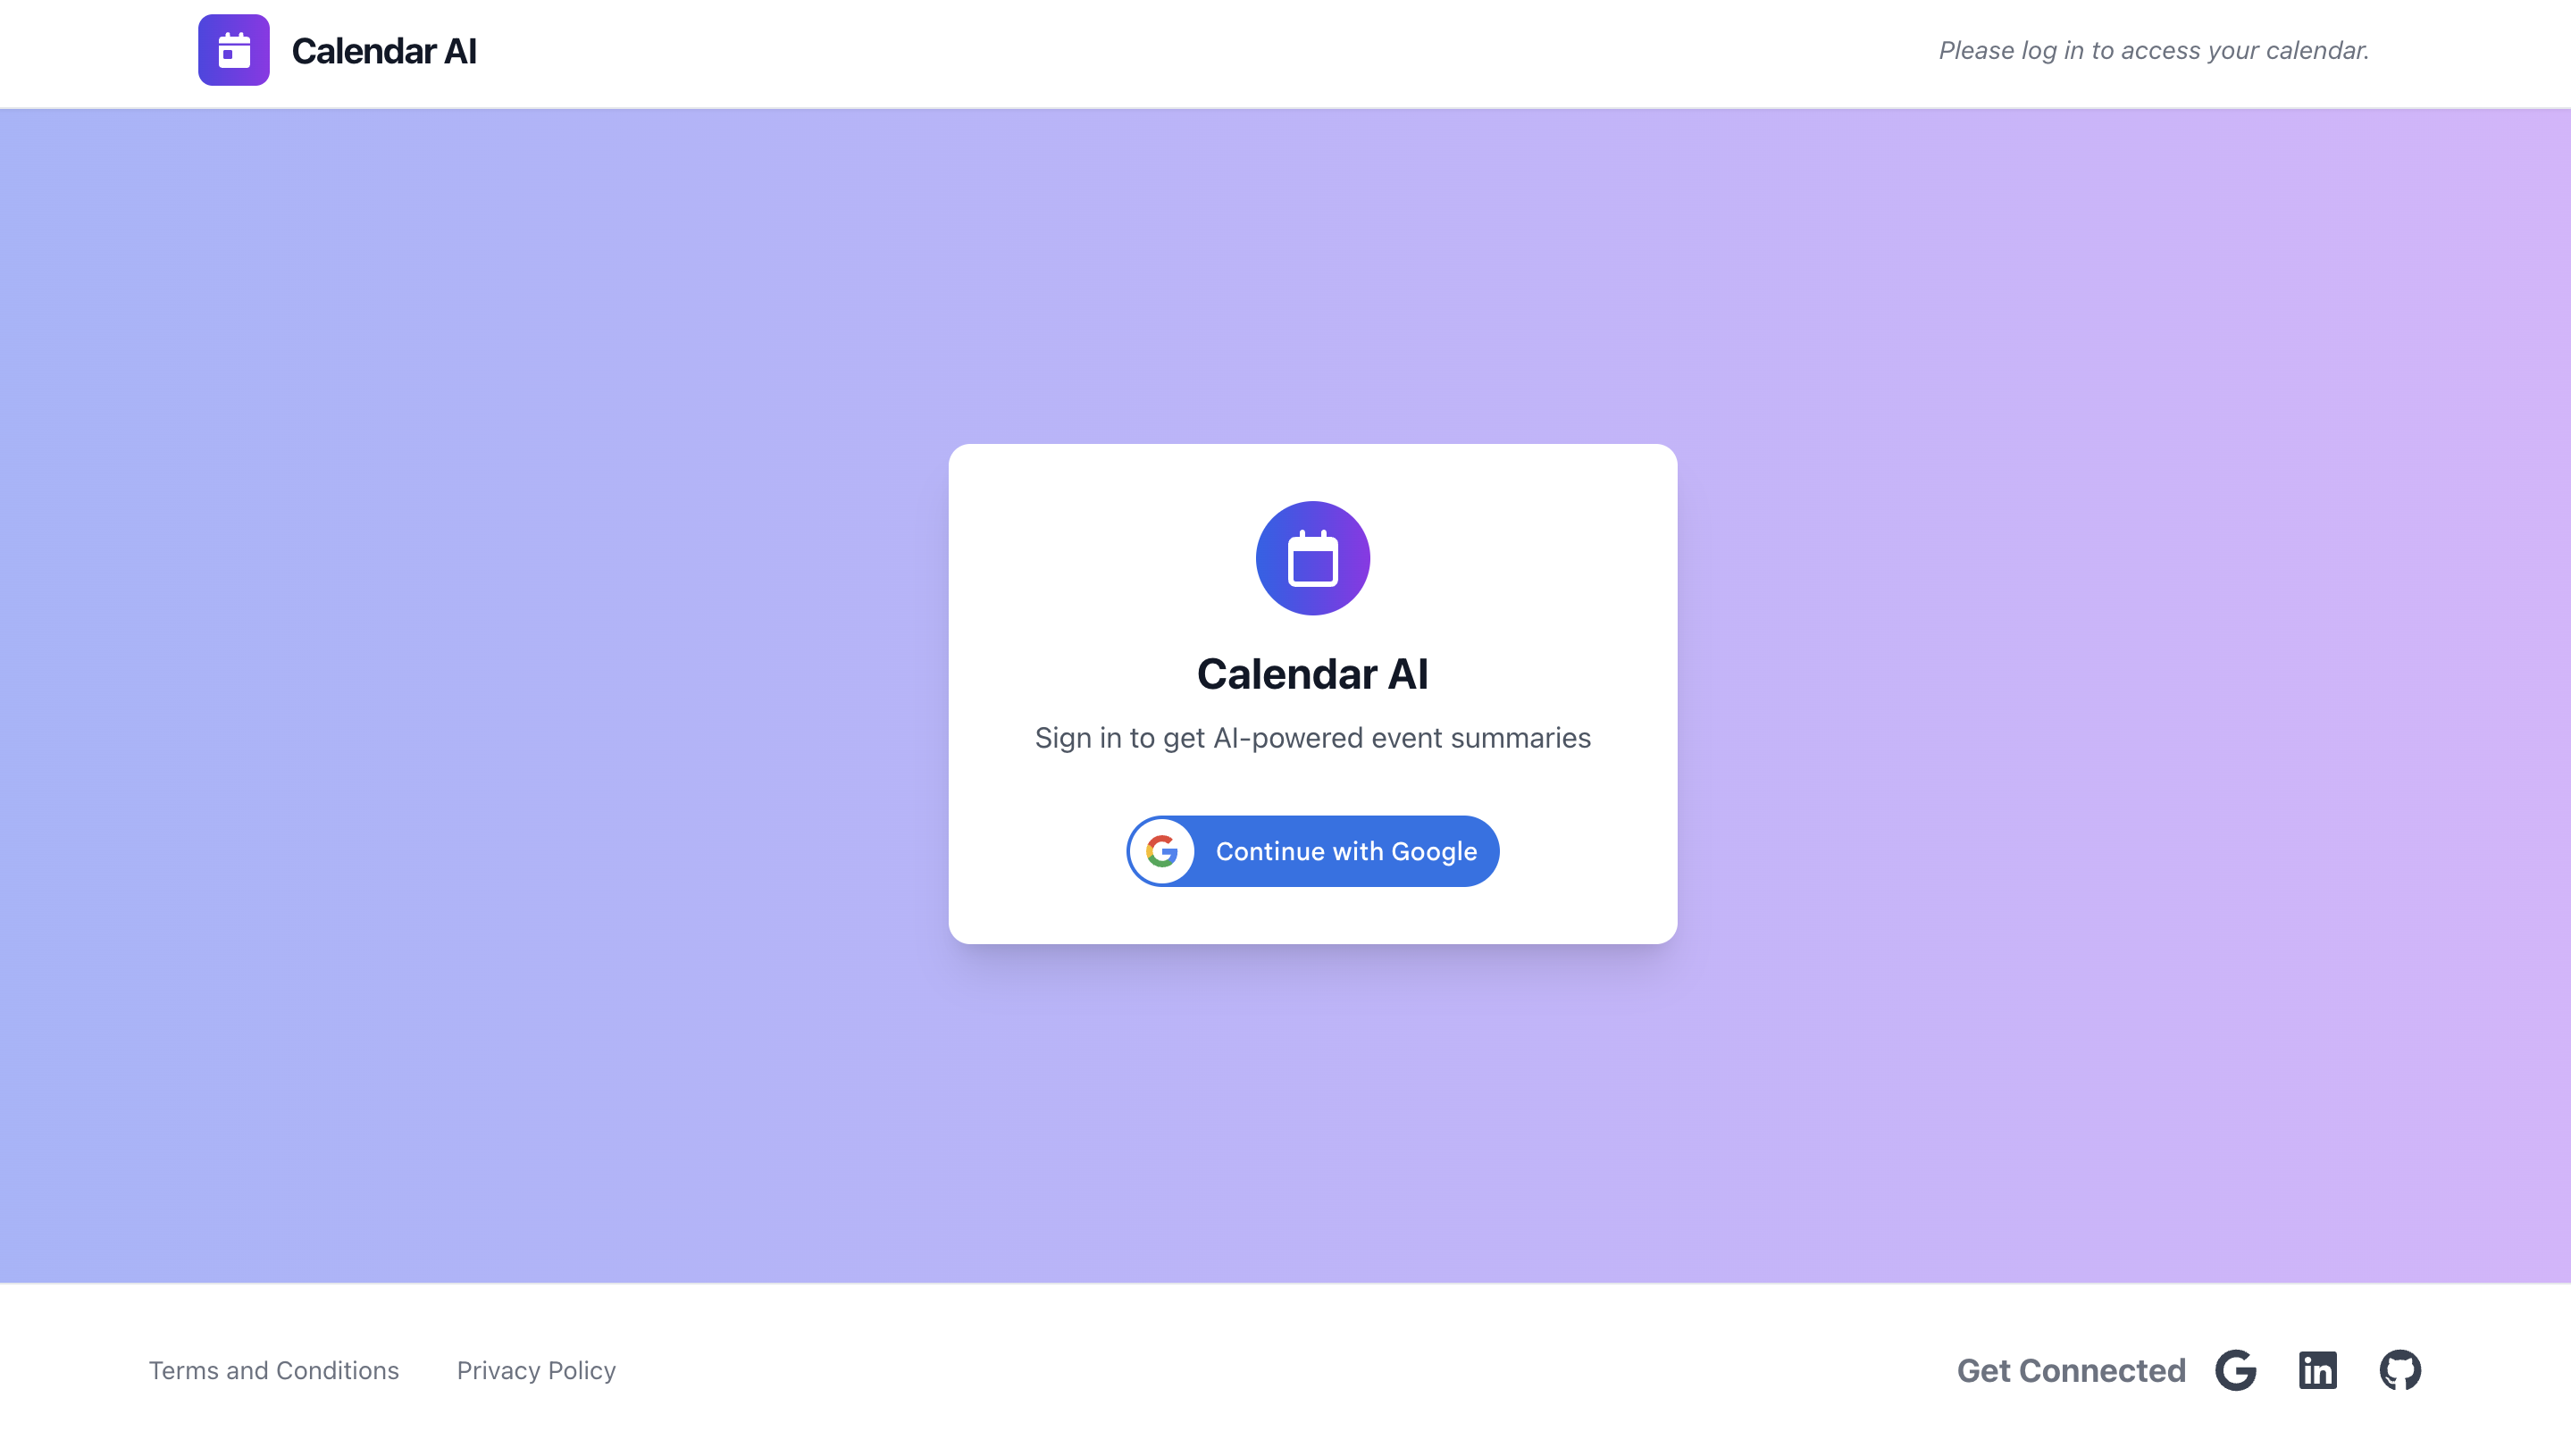 Calendar AI
Please log in to access your calendar.
Calendar AI
Sign in to get AI-powered event summaries
Continue with Google
Terms and Conditions
Privacy Policy
Get Connected